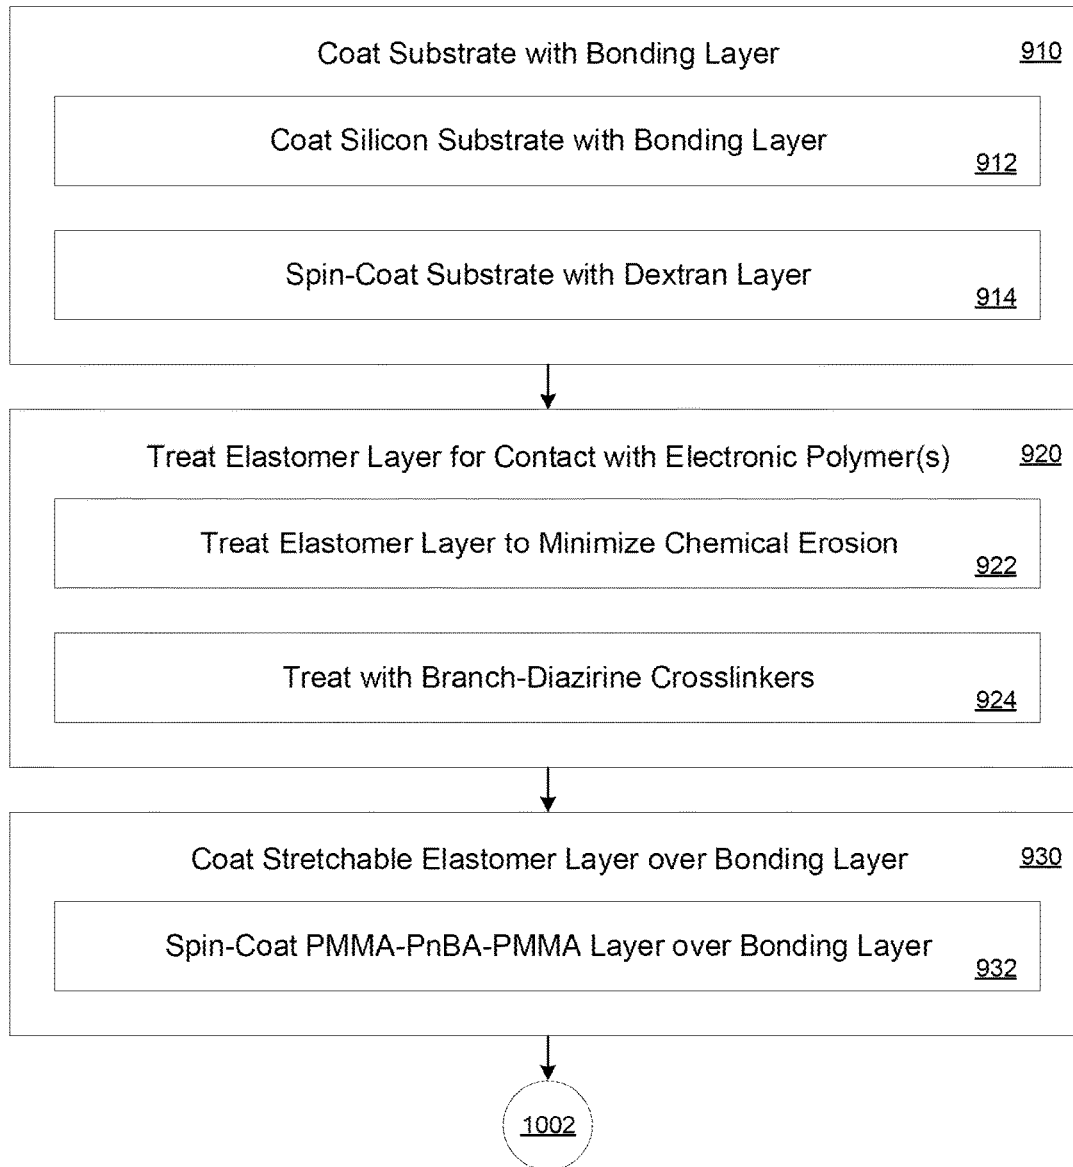 Coat Substrate with Bonding Layer 910
Coat Silicon Substrate with Bonding Layer
912
Spin-Coat Substrate with Dextran Layer
914
Treat Elastomer Layer for Contact with Electronic Polymer(s) 920
Treat Elastomer Layer to Minimize Chemical Erosion
922
Treat with Branch-Diazirine Crosslinkers
924
Coat Stretchable Elastomer Layer over Bonding Layer 930
Spin-Coat PMMA-PnBA-PMMA Layer over Bonding Layer
932
1002